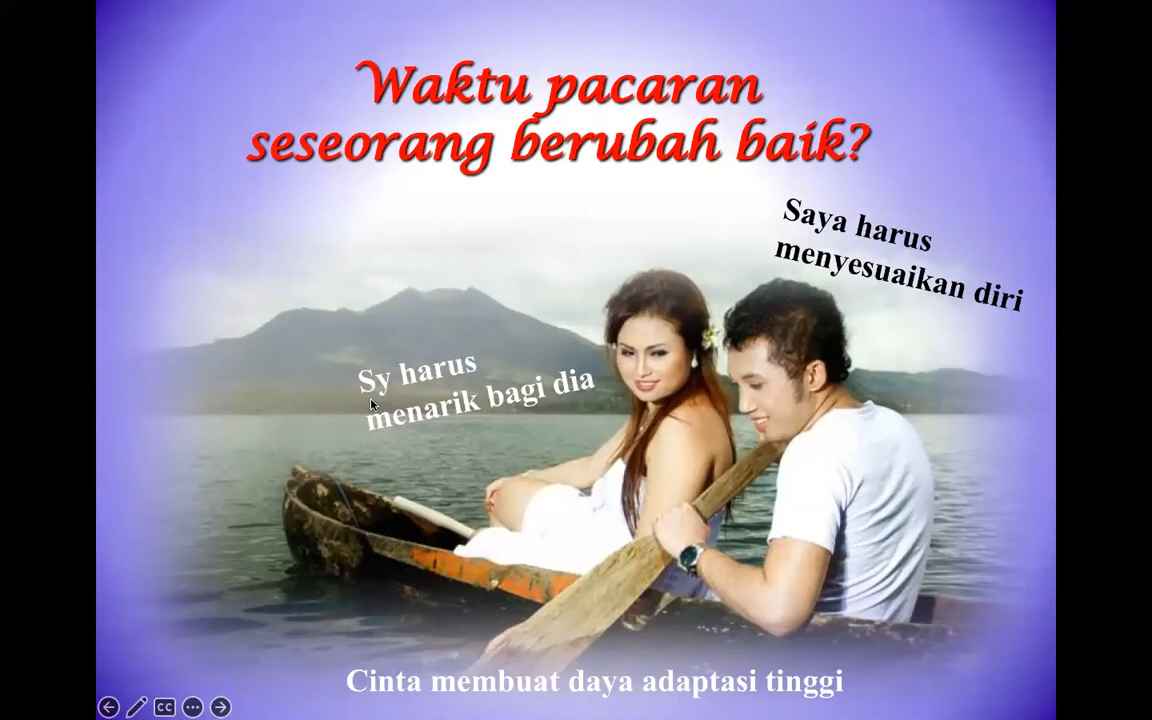 Waktu pacaran
seseorang berubah baik?
Saya harus
menyesuaikan diri
Sy harus
menarik bagi dia
Cinta membuat daya adaptasi tinggi
CC